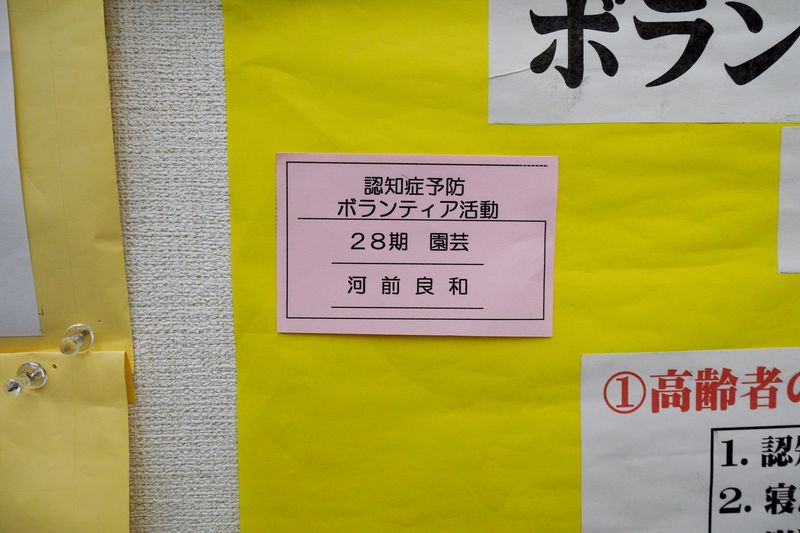 ボラン
認知症予防
ボランティア活動
２８期 園芸
河前良和
①高齢者の
1. 認知
2. 寝